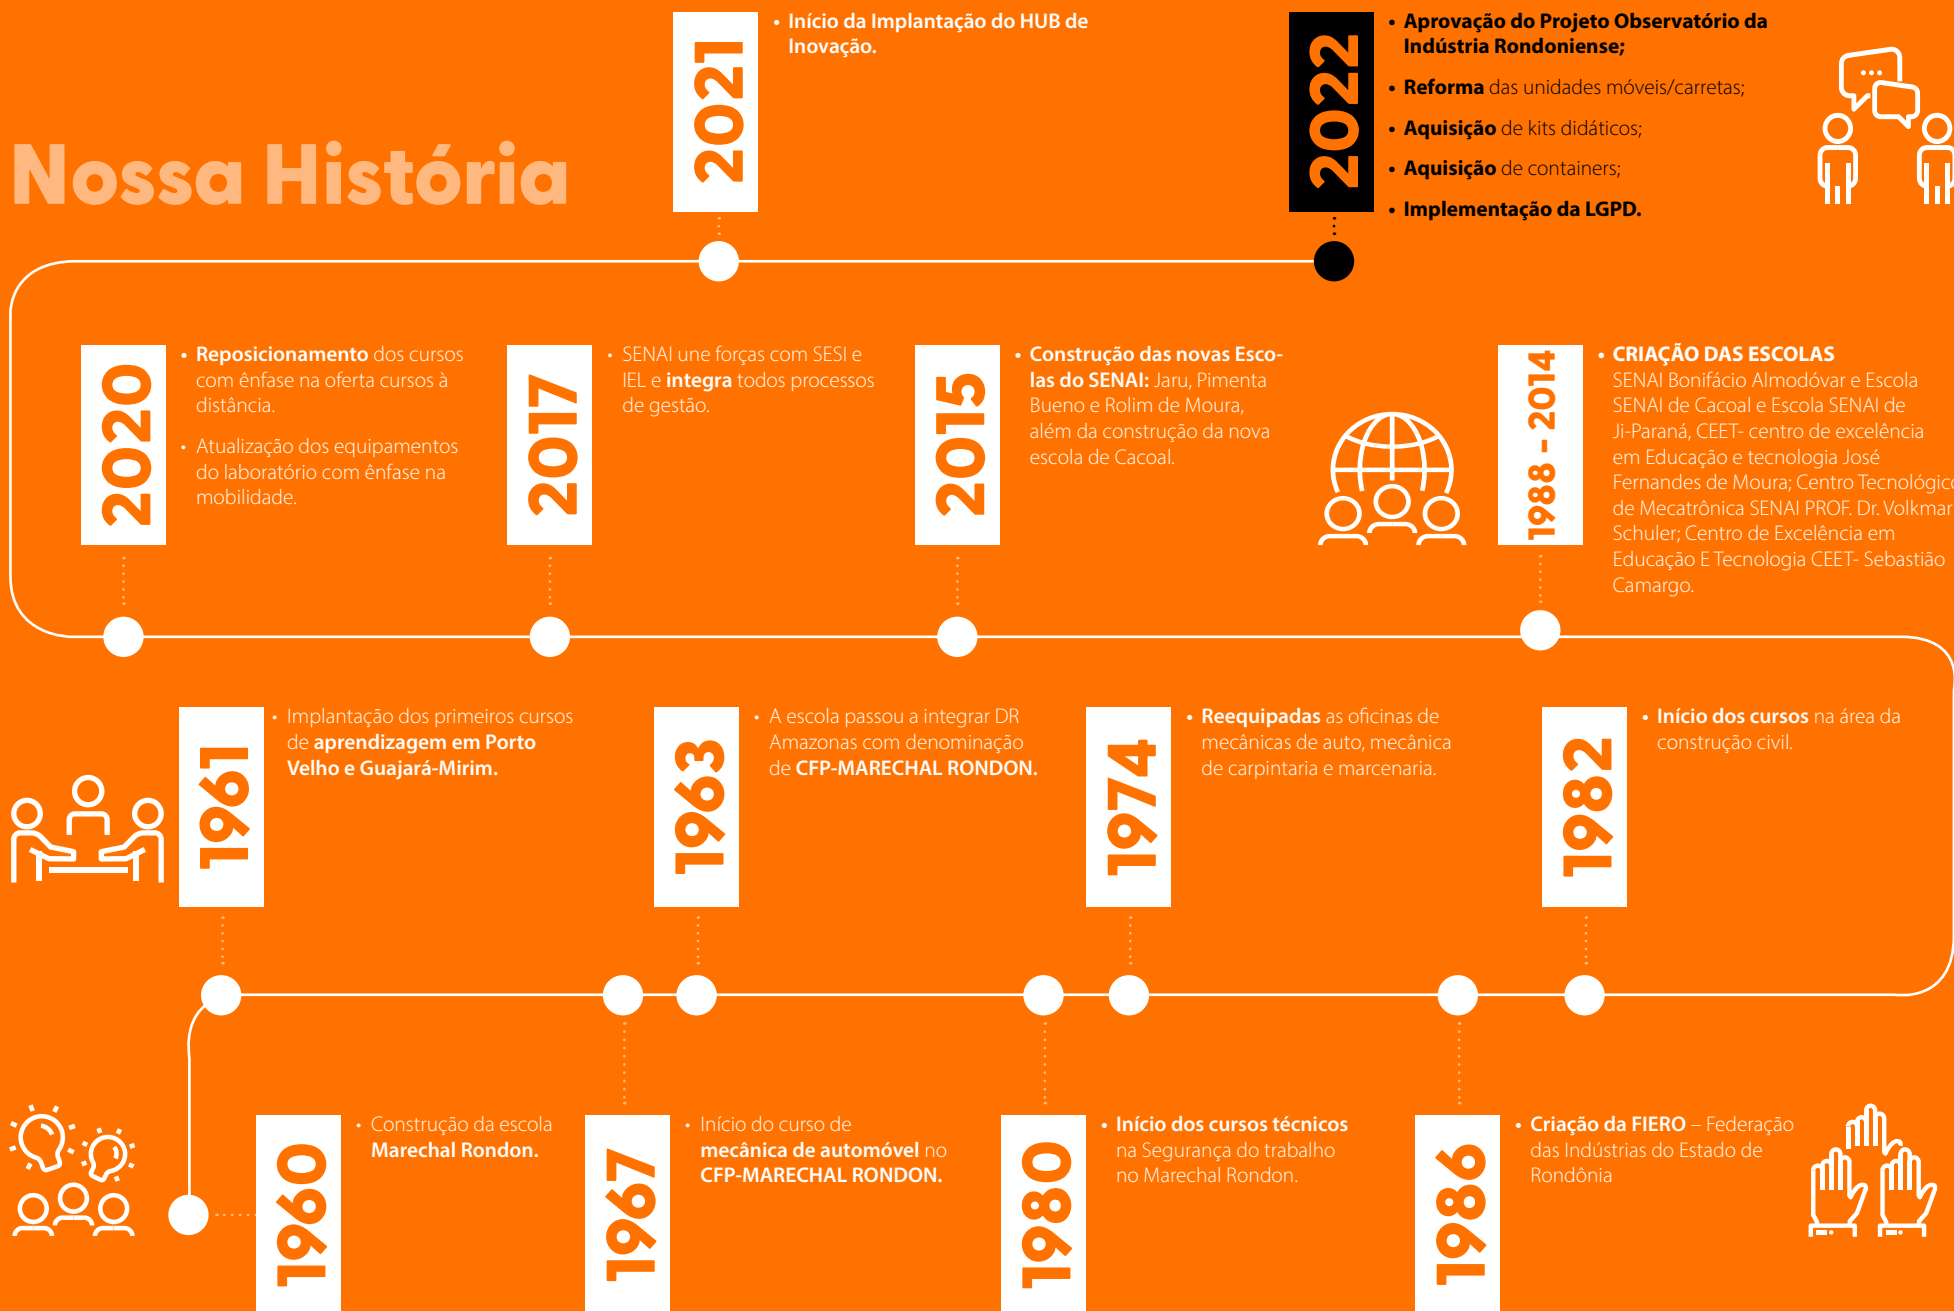 Nossa História
2021
• Início da Implantação do HUB de
Inovação.
2022
• Aprovação do Projeto Observatório da
Indústria Rondoniense;
• Reforma das unidades móveis/carretas;
• Aquisição de kits didáticos;
• Aquisição de containers;
• Implementação da LGPD.
2020
• Reposicionamento dos cursos
com ênfase na oferta cursos à
distância.
• Atualização dos equipamentos
do laboratório com ênfase na
mobilidade.
2017
• SENAI une forças com SESI e
IEL e integra todos processos
de gestão.
2015
• Construção das novas Esco-
las do SENAI: Jaru, Pimenta
Bueno e Rolim de Moura,
além da construção da nova
escola de Cacoal.
1988 - 2014
• CRIAÇÃO DAS ESCOLAS
SENAI Bonifácio Almodóvar e Escola
SENAI de Cacoal e Escola SENAI de
Ji-Paraná, CEET- centro de excelência
em Educação e tecnologia José
Fernandes de Moura; Centro Tecnológico
de Mecatrônica SENAI PROF. Dr. Volkmar
Schuler; Centro de Excelência em
Educação E Tecnologia CEET- Sebastião
Camargo.
1961
• Implantação dos primeiros cursos
de aprendizagem em Porto
Velho e Guajará-Mirim.
1963
• A escola passou a integrar DR
Amazonas com denominação
de CFP-MARECHAL RONDON.
1974
• Reequipadas as oficinas de
mecânicas de auto, mecânica
de carpintaria e marcenaria.
1982
• Início dos cursos na área da
construção civil.
1960
• Construção da escola
Marechal Rondon.
1967
• Início do curso de
mecânica de automóvel no
CFP-MARECHAL RONDON.
1980
• Início dos cursos técnicos
na Segurança do trabalho
no Marechal Rondon.
1986
• Criação da FIERO – Federação
das Indústrias do Estado de
Rondônia